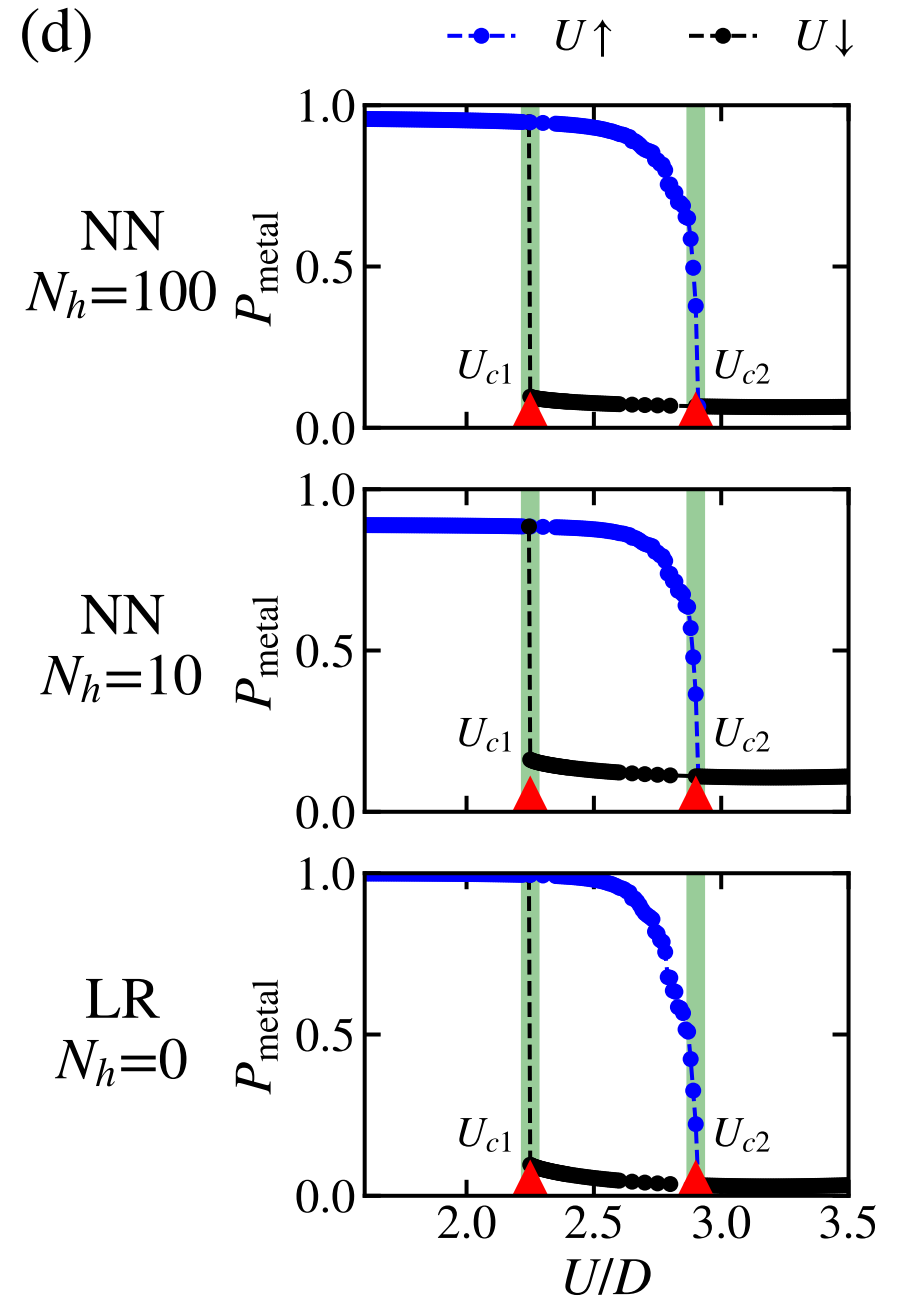 (d)
U↑ U↓
1.0
NN
N_h=100
P_metal
0.5
U_c1 U_c2
0.0
1.0
NN
N_h=10
P_metal
0.5
U_c1 U_c2
0.0
1.0
LR
N_h=0
P_metal
0.5
U_c1 U_c2
0.0
2.0 2.5 3.0 3.5
U/D